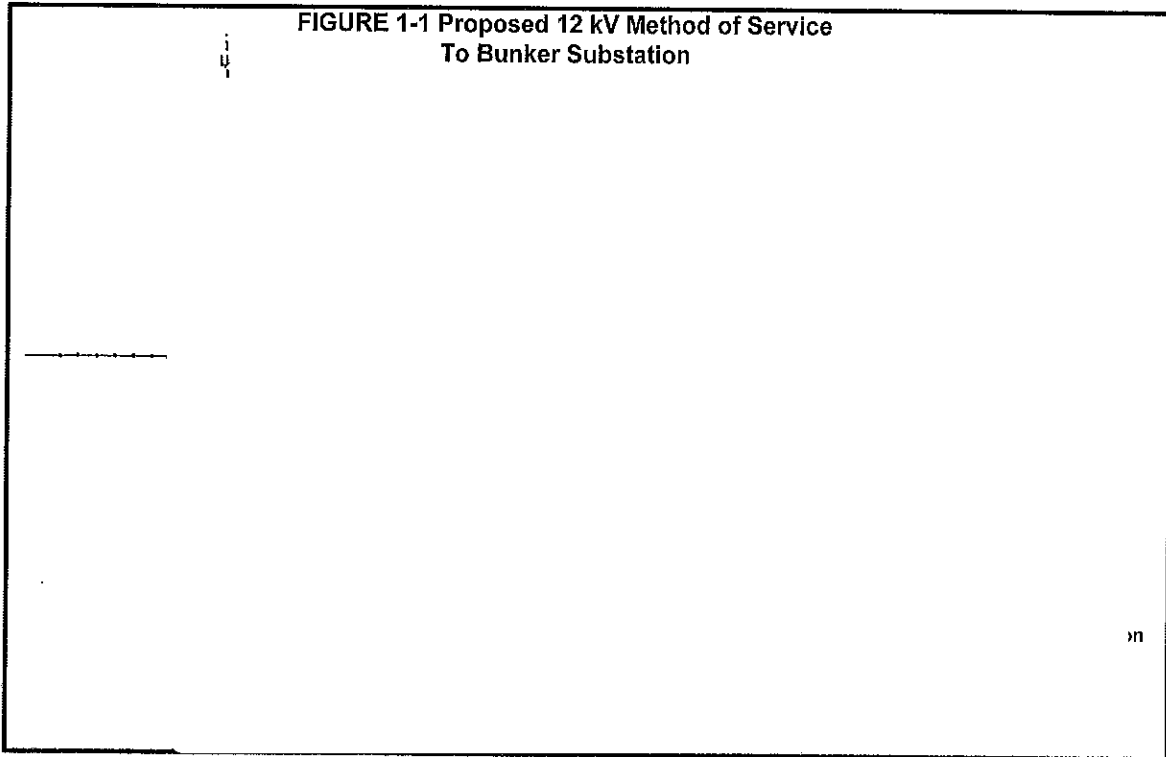 FIGURE 1-1 Proposed 12 kV Method of Service
To Bunker Substation